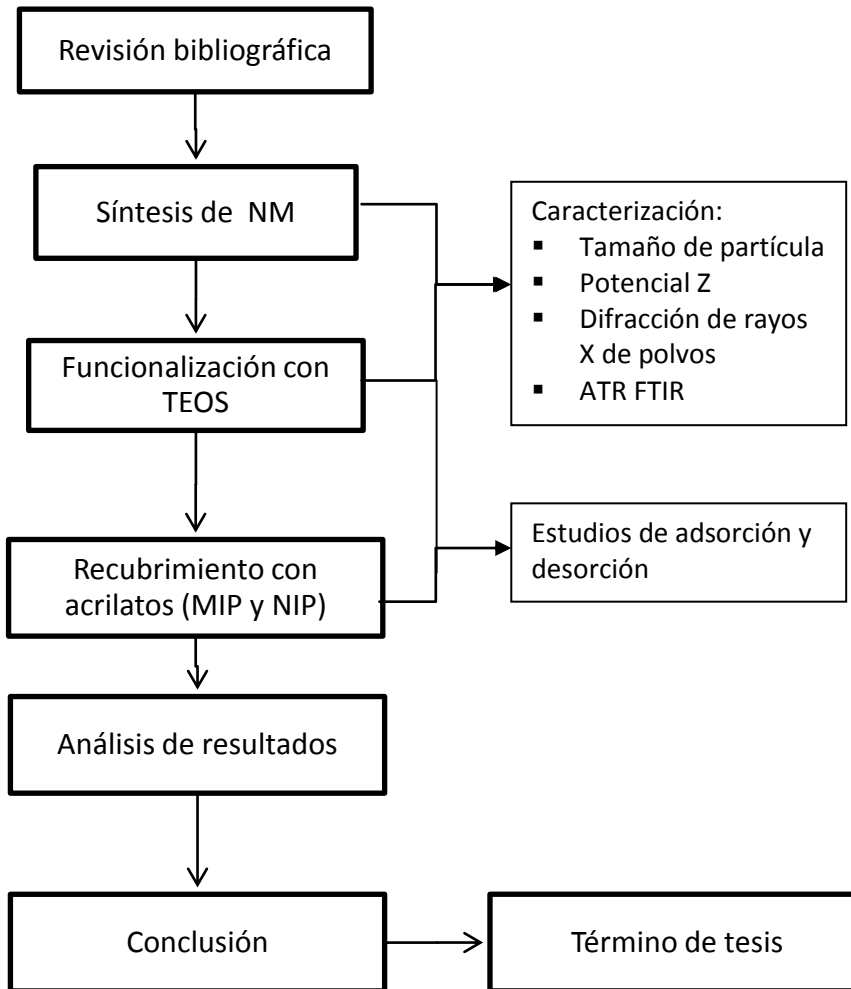 Revisión bibliográfica
Síntesis de NM
Caracterización:
▪ Tamaño de partícula
▪ Potencial Z
▪ Difracción de rayos
X de polvos
▪ ATR FTIR
Funcionalización con
TEOS
Recubrimiento con
acrilatos (MIP y NIP)
Estudios de adsorción y
desorción
Análisis de resultados
Conclusión
Término de tesis